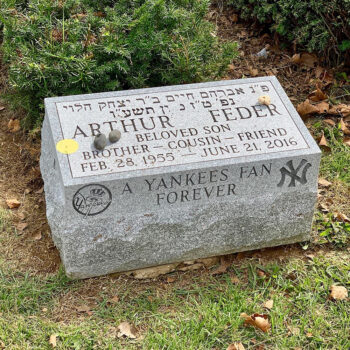 פ״נ אברהם חיים ב״ר יצחק הלוי
נפ׳ ט״ו
תשע״ו
ARTHUR FEDER
BELOVED SON
BROTHER – COUSIN – FRIEND
FEB. 28, 1955 – JUNE 21, 2016
A YANKEES FAN
FOREVER
NY